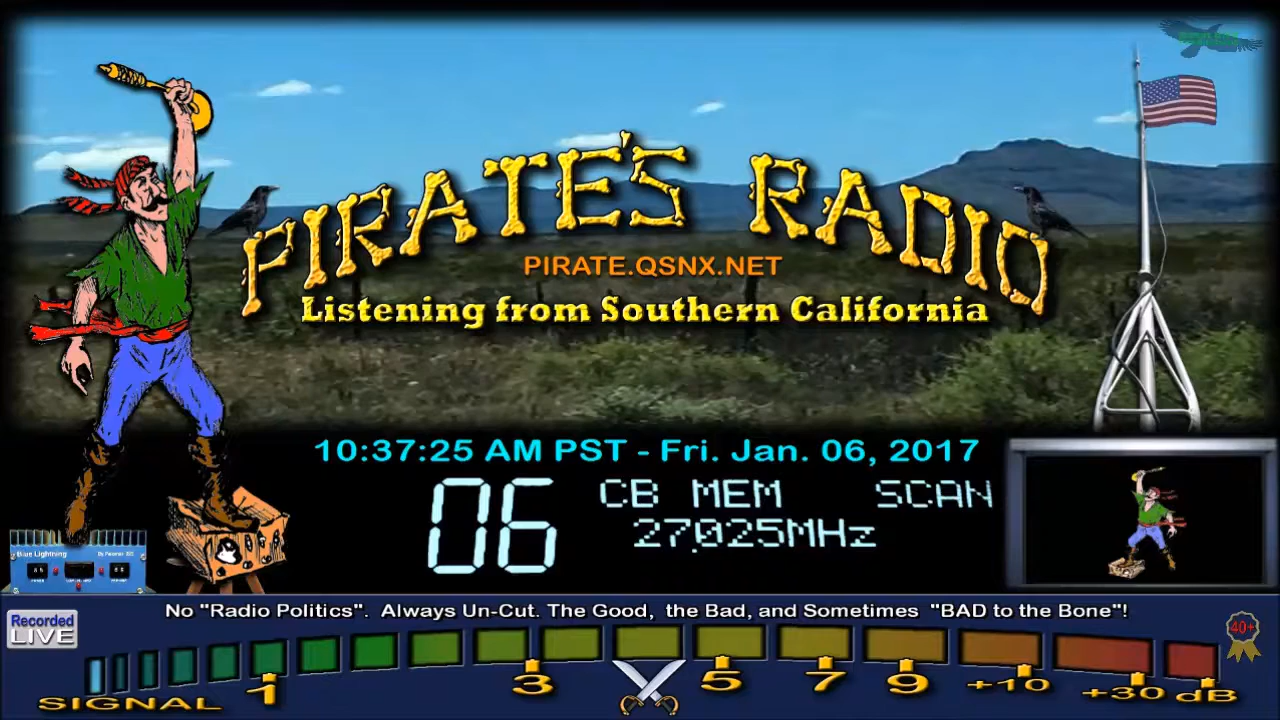 PIRATE'S RADIO
PIRATE.QSNX.NET
Listening from Southern California
10:37:25 AM PST - Fri. Jan. 06, 2017
06 CB MEM SCAN
27.025MHz
Blue Lightning
No "Radio Politics". Always Un-Cut. The Good, the Bad, and Sometimes "BAD to the Bone"!
Recorded
LIVE
40+
SIGNAL 1 3 5 7 9 +10 +30 dB